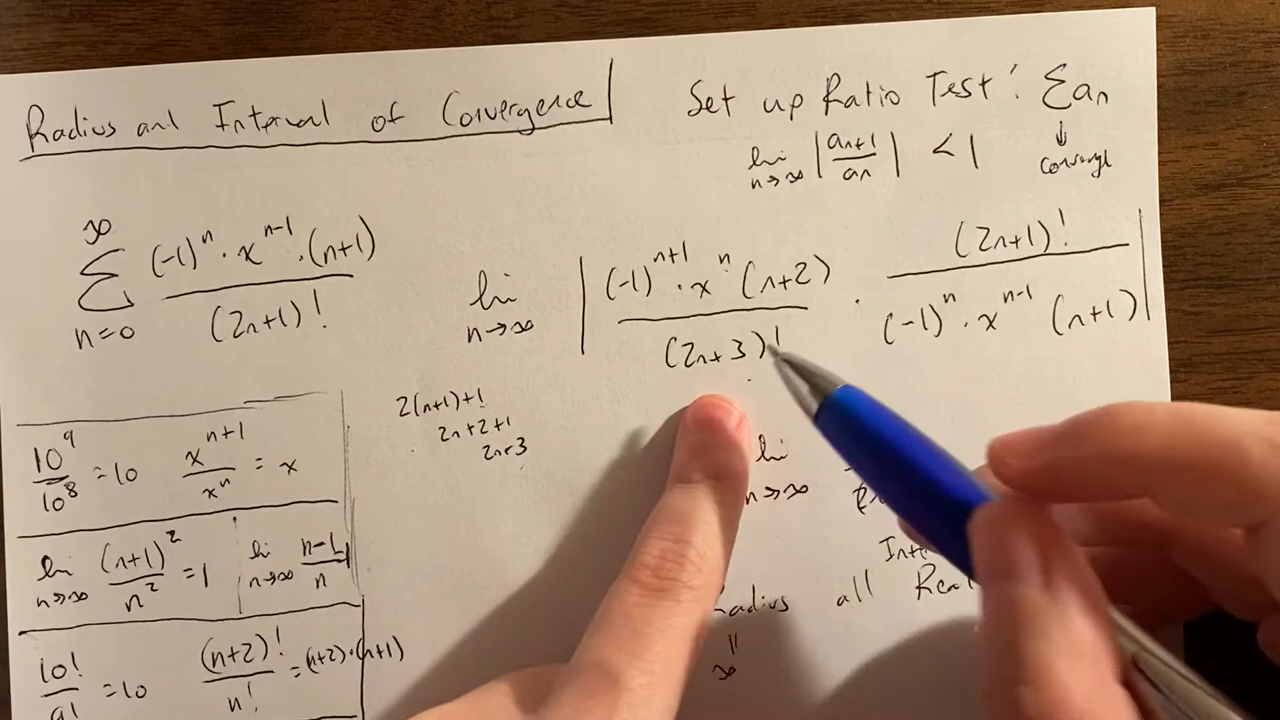 Radius and Interval of Convergence
Set up Ratio Test: Σan
lim n→∞ |an+1/an| < 1
↓
converge
∞ Σ n=0 (-1)^n · x^(n-1) · (n+1) / (2n+1)!
lim n→∞ | (-1)^(n+1) · x^n (n+2) / (2n+3)! · (2n+1)! / (-1)^n · x^(n-1) (n+1) |
2(n+1)+1
2n+2+1
2n+3
10^9/10^8 = 10 x^(n+1)/x^n = x
lim n→∞ (n+1)^2/n^2 = 1 lim n→∞ n-1/n
10!/9! = 10 (n+2)!/n! = (n+2)·(n+1)
lim n→∞
Radius all Real
||
∞